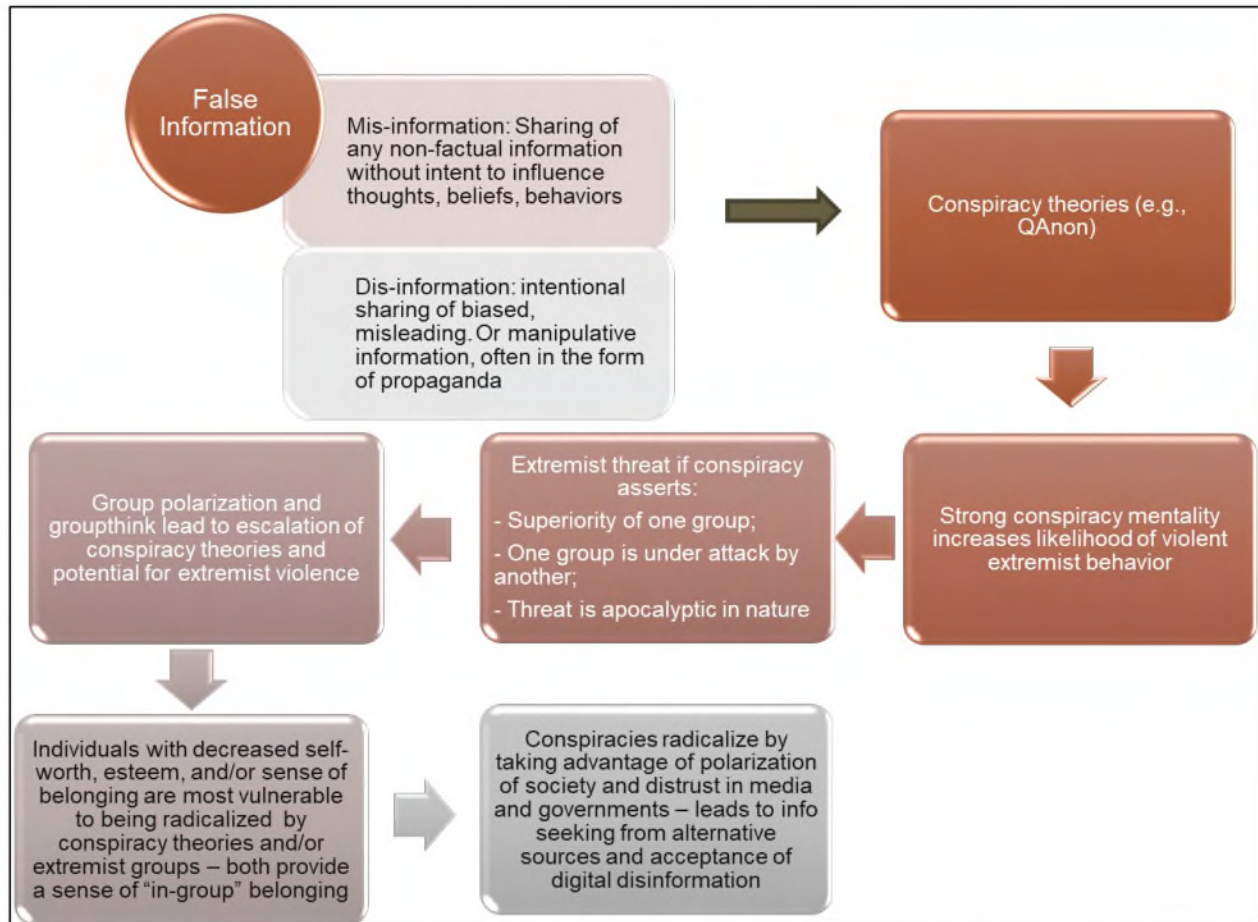 False
Information
Mis-information: Sharing of
any non-factual information
without intent to influence
thoughts, beliefs, behaviors
Dis-information: intentional
sharing of biased,
misleading. Or manipulative
information, often in the form
of propaganda
Conspiracy theories (e.g.,
QAnon)
Strong conspiracy mentality
increases likelihood of violent
extremist behavior
Extremist threat if conspiracy
asserts:
- Superiority of one group;
- One group is under attack by
another;
- Threat is apocalyptic in nature
Group polarization and
groupthink lead to escalation of
conspiracy theories and
potential for extremist violence
Individuals with decreased self-
worth, esteem, and/or sense of
belonging are most vulnerable
to being radicalized by
conspiracy theories and/or
extremist groups – both provide
a sense of “in-group” belonging
Conspiracies radicalize by
taking advantage of polarization
of society and distrust in media
and governments – leads to info
seeking from alternative
sources and acceptance of
digital disinformation